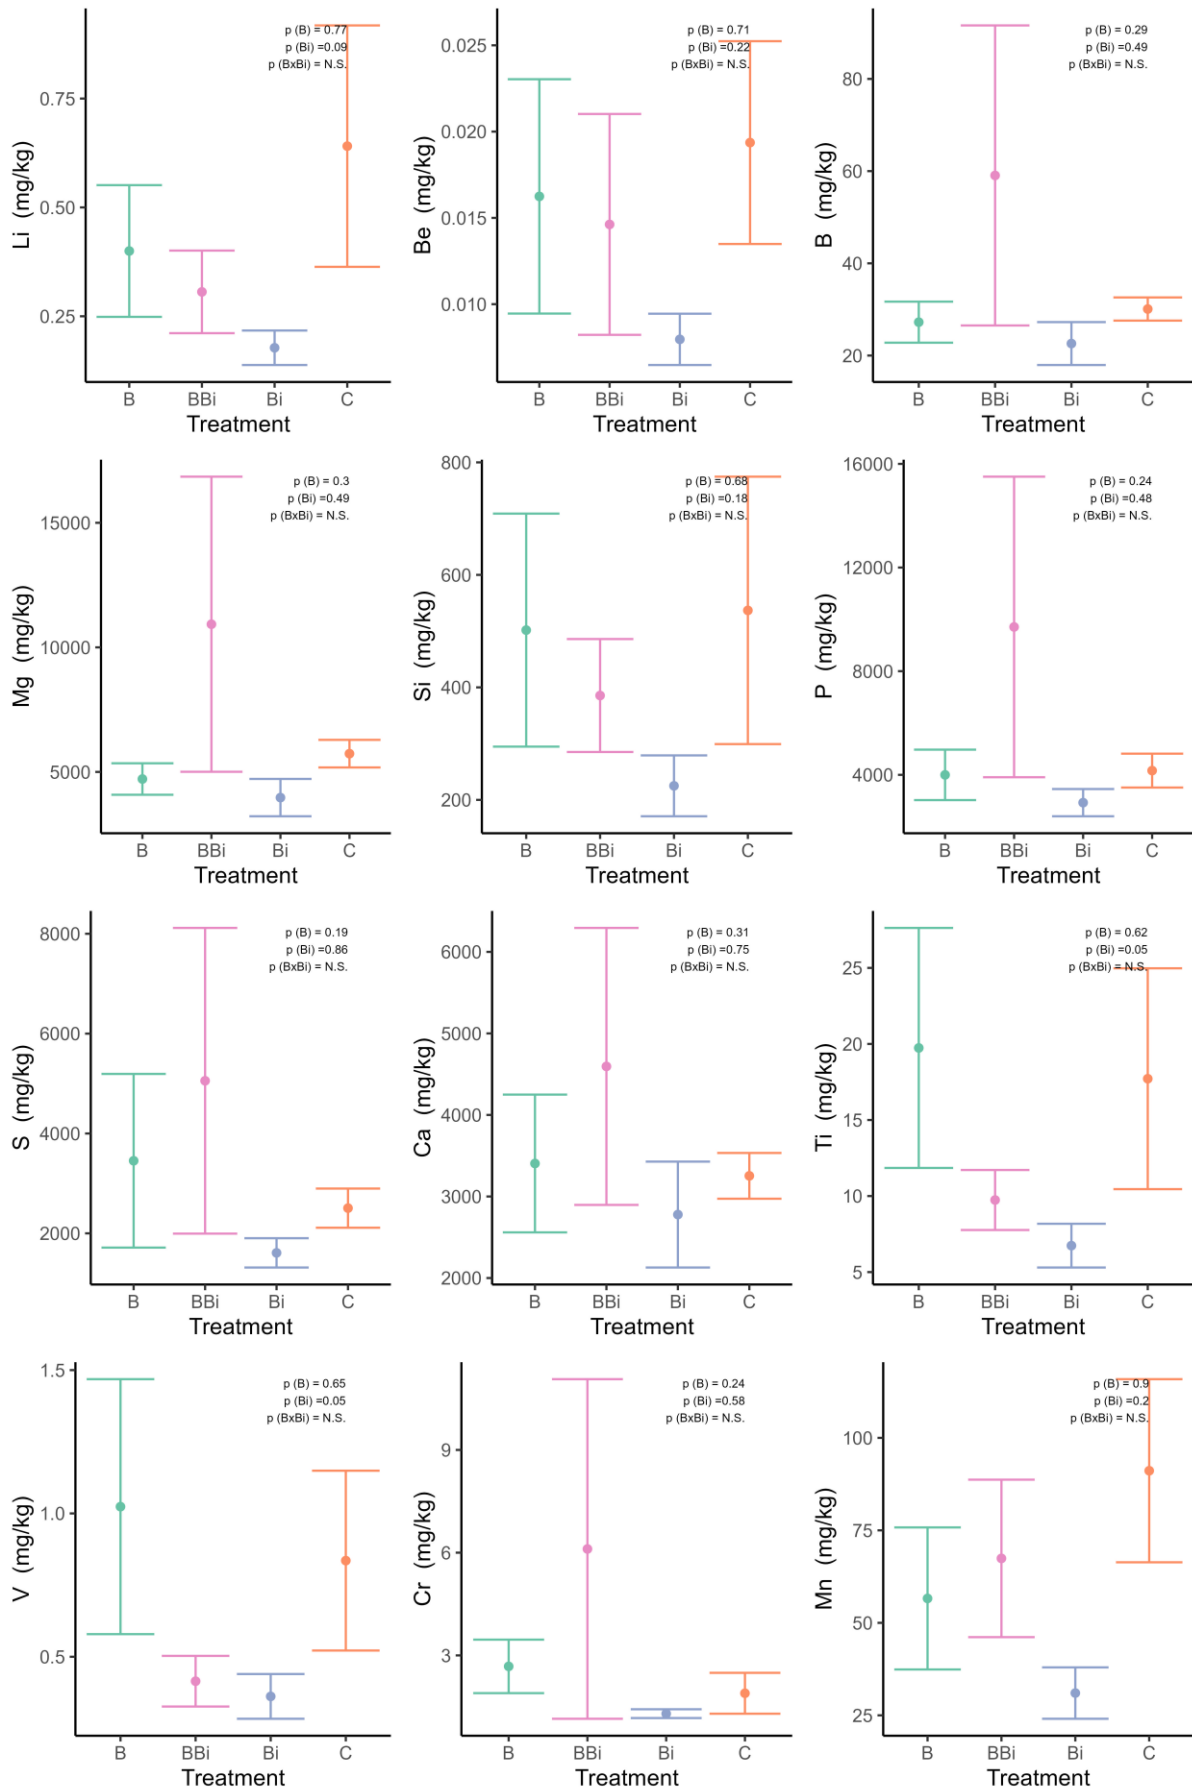 p (B) = 0.77
p (Bi) =0.09
p (BxBi) = N.S.
0.75
0.50
0.25
Li (mg/kg)
B BBi Bi C
Treatment
p (B) = 0.71
p (Bi) =0.22
p (BxBi) = N.S.
0.025
0.020
0.015
0.010
Be (mg/kg)
B BBi Bi C
Treatment
p (B) = 0.29
p (Bi) =0.49
p (BxBi) = N.S.
80
60
40
20
B (mg/kg)
B BBi Bi C
Treatment
p (B) = 0.3
p (Bi) =0.49
p (BxBi) = N.S.
15000
10000
5000
Mg (mg/kg)
B BBi Bi C
Treatment
p (B) = 0.68
p (Bi) =0.18
p (BxBi) = N.S.
800
600
400
200
Si (mg/kg)
B BBi Bi C
Treatment
p (B) = 0.24
p (Bi) =0.48
p (BxBi) = N.S.
16000
12000
8000
4000
P (mg/kg)
B BBi Bi C
Treatment
p (B) = 0.19
p (Bi) =0.86
p (BxBi) = N.S.
8000
6000
4000
2000
S (mg/kg)
B BBi Bi C
Treatment
p (B) = 0.31
p (Bi) =0.75
p (BxBi) = N.S.
6000
5000
4000
3000
2000
Ca (mg/kg)
B BBi Bi C
Treatment
p (B) = 0.62
p (Bi) =0.05
p (BxBi) = N.S.
25
20
15
10
5
Ti (mg/kg)
B BBi Bi C
Treatment
p (B) = 0.65
p (Bi) =0.05
p (BxBi) = N.S.
1.5
1.0
0.5
V (mg/kg)
B BBi Bi C
Treatment
p (B) = 0.24
p (Bi) =0.58
p (BxBi) = N.S.
9
6
3
Cr (mg/kg)
B BBi Bi C
Treatment
p (B) = 0.9
p (Bi) =0.2
p (BxBi) = N.S.
100
75
50
25
Mn (mg/kg)
B BBi Bi C
Treatment